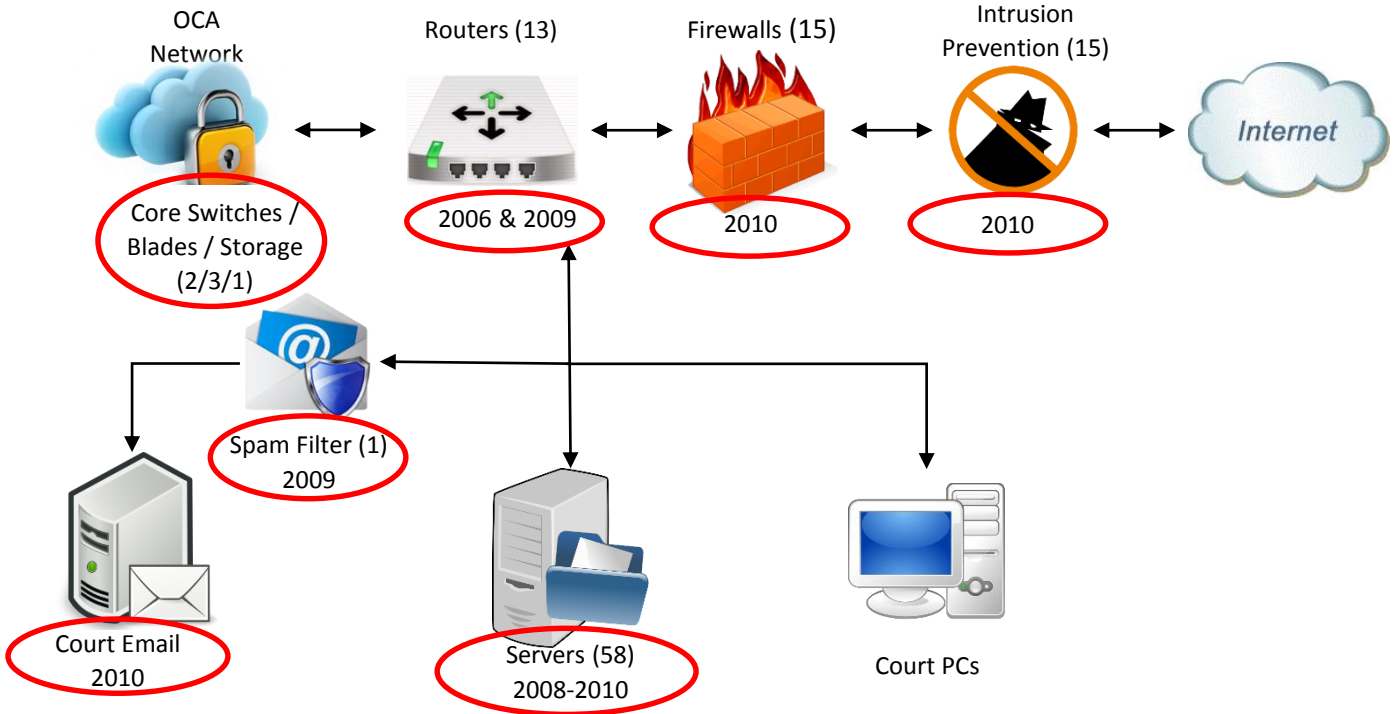 OCA
Network
Routers (13)
Firewalls (15)
Intrusion
Prevention (15)
Internet
Core Switches /
Blades / Storage
(2/3/1)
2006 & 2009
2010
2010
@
Spam Filter (1)
2009
Court Email
2010
Servers (58)
2008-2010
Court PCs